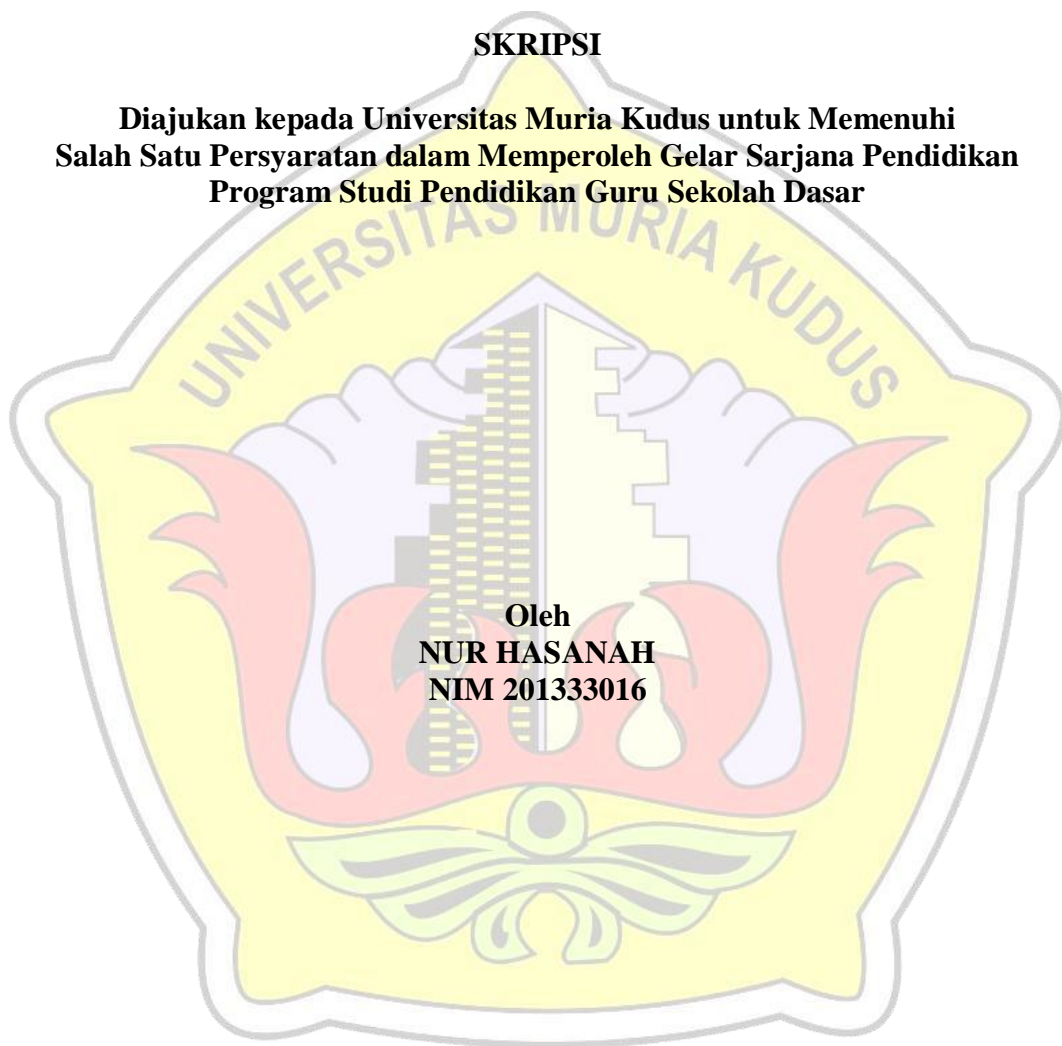 SKRIPSI
Diajukan kepada Universitas Muria Kudus untuk Memenuhi
Salah Satu Persyaratan dalam Memperoleh Gelar Sarjana Pendidikan
Program Studi Pendidikan Guru Sekolah Dasar
UNIVERSITAS MURIA KUDUS
Oleh
NUR HASANAH
NIM 201333016